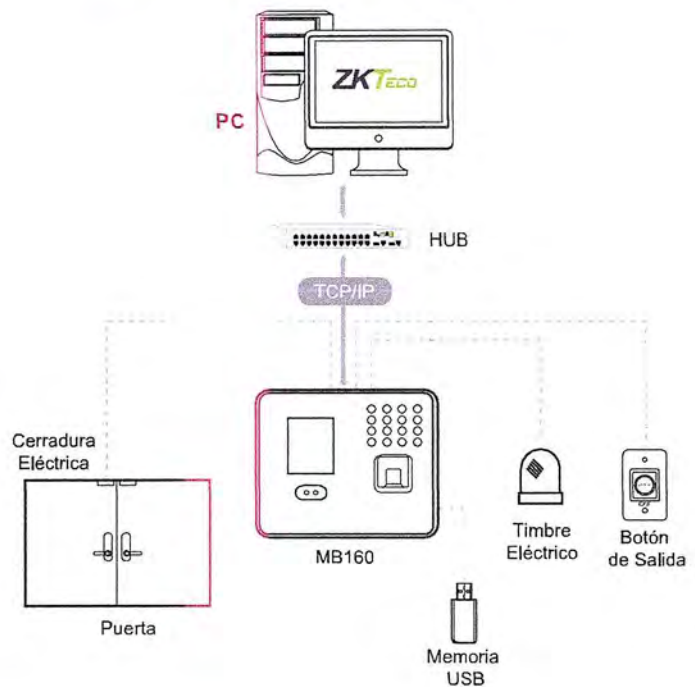 ZKTeco
PC
HUB
TCP/IP
Cerradura
Eléctrica
MB160
Timbre
Eléctrico
Botón
de Salida
Puerta
Memoria
USB